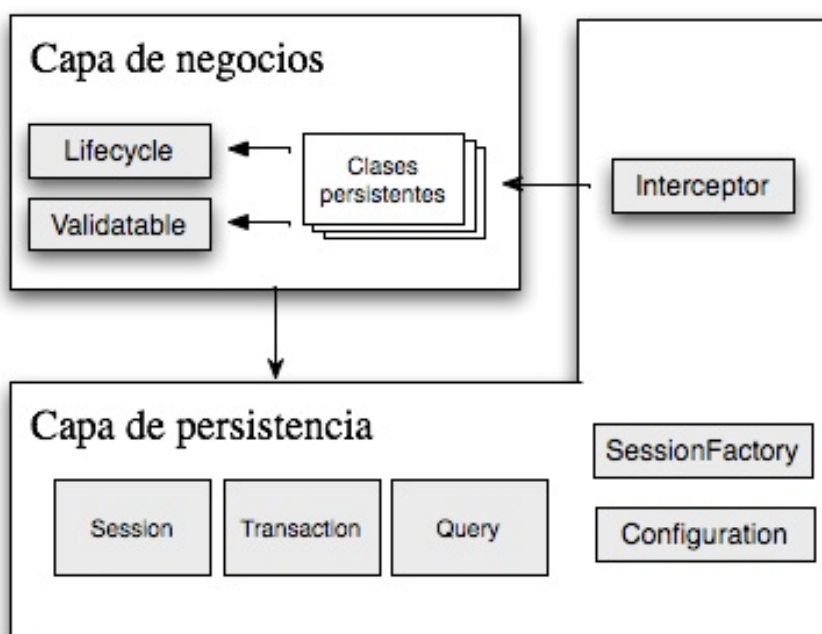 Capa de negocios
Lifecycle
Clases
persistentes
Validatable
Interceptor
Capa de persistencia
SessionFactory
Session
Transaction
Query
Configuration